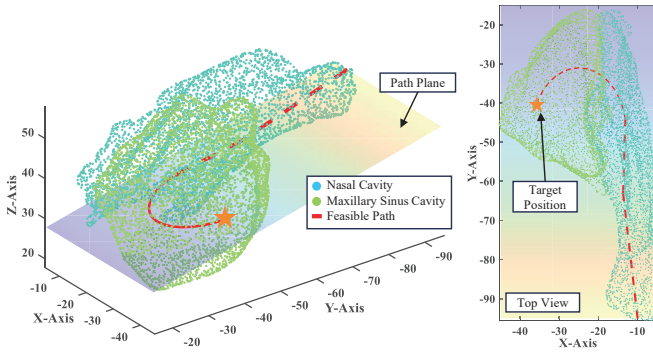 Z-Axis
50
40
30
20
-10
-20
-30
-40
X-Axis
-20
-30
-40
-50
-60
-70
-80
-90
Y-Axis
Path Plane
Nasal Cavity
Maxillary Sinus Cavity
Feasible Path
Y-Axis
-20
-30
-40
-50
-60
-70
-80
-90
-40
-30
-20
-10
X-Axis
Target
Position
Top View